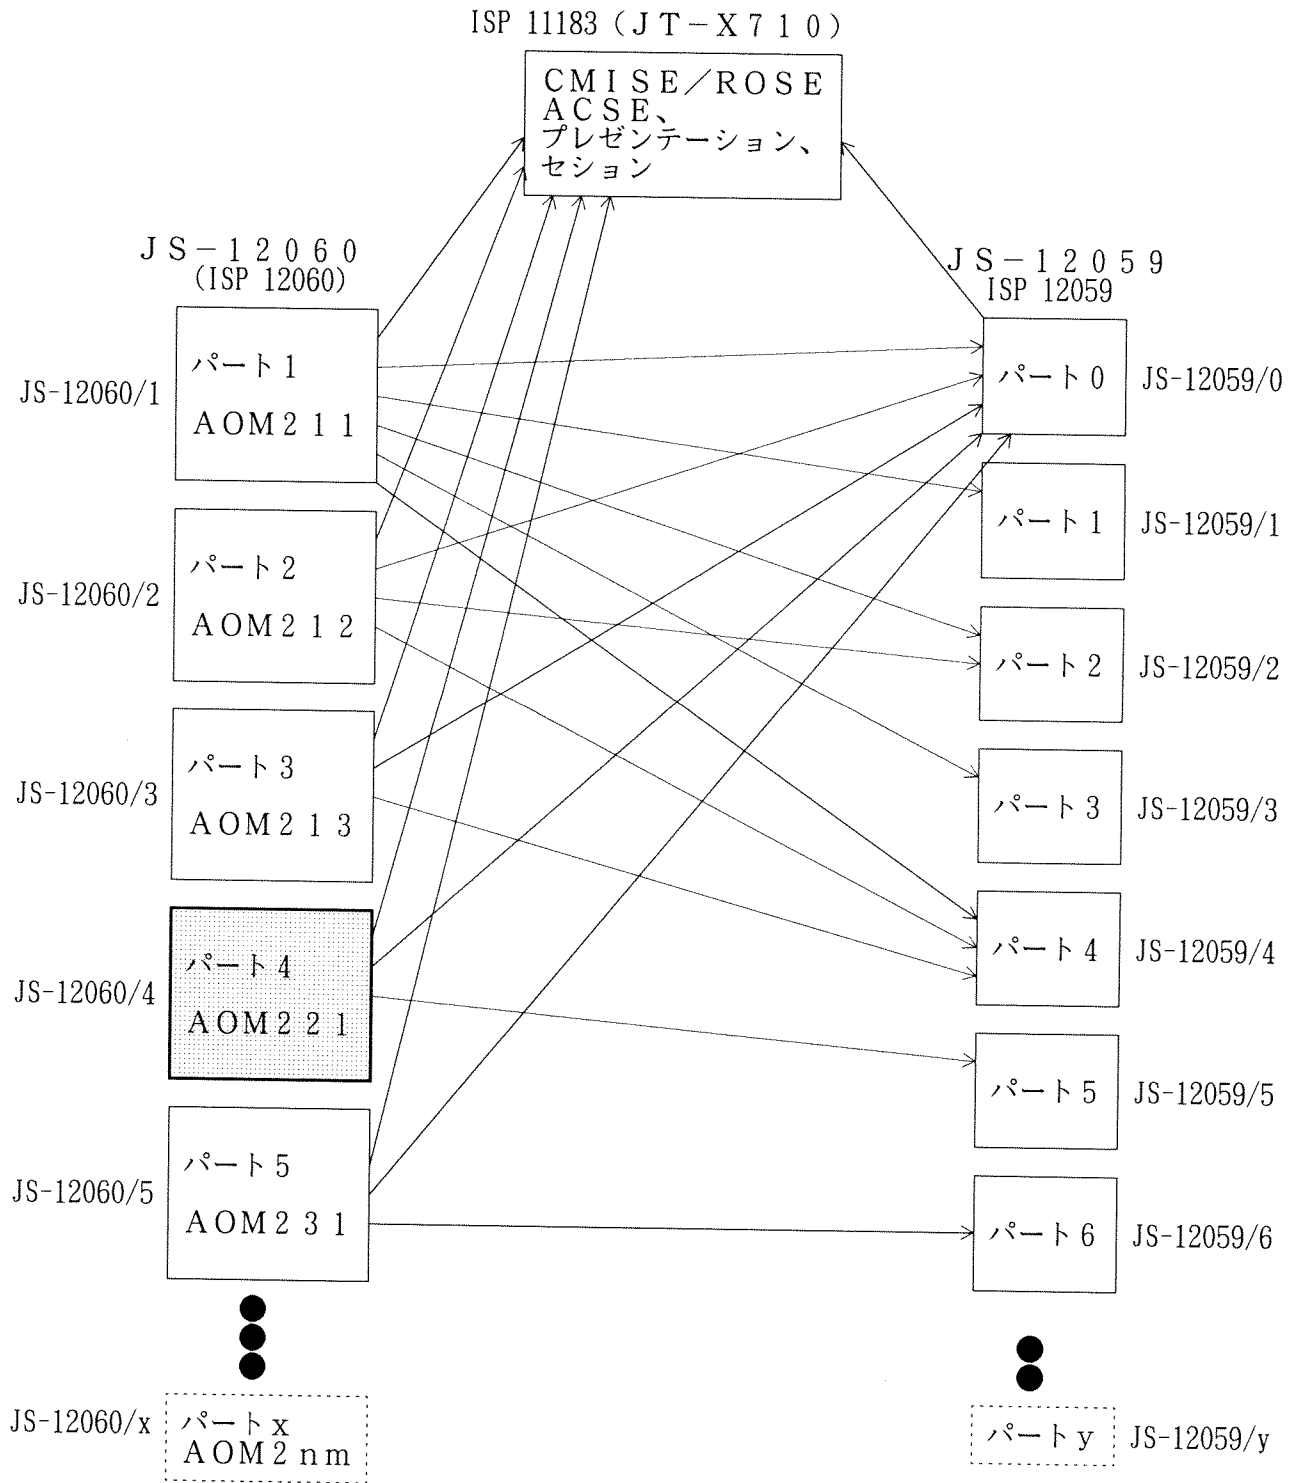 ISP 11183 (JT-X710)
CMISE/ROSE
ACSE、
プレゼンテーション、
セション
JS-12060
(ISP 12060)
JS-12059
ISP 12059
JS-12060/1
パート1
AOM211
パート0
JS-12059/0
パート1
JS-12059/1
JS-12060/2
パート2
AOM212
パート2
JS-12059/2
JS-12060/3
パート3
AOM213
パート3
JS-12059/3
JS-12060/4
パート4
AOM221
パート4
JS-12059/4
パート5
JS-12059/5
JS-12060/5
パート5
AOM231
パート6
JS-12059/6
JS-12060/x
パートx
AOM2nm
パートy
JS-12059/y